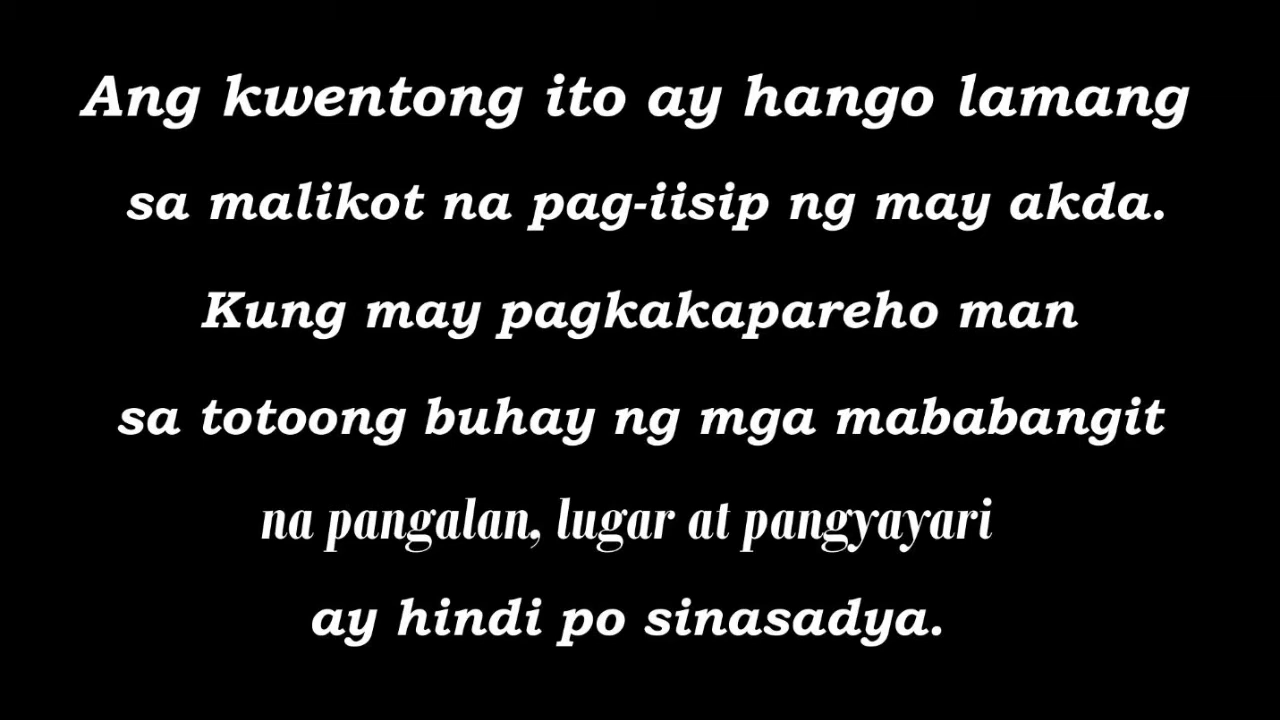 Ang kwentong ito ay hango lamang
sa malikot na pag-iisip ng may akda.
Kung may pagkakapareho man
sa totoong buhay ng mga mababangit
na pangalan, lugar at pangyayari
ay hindi po sinasadya.